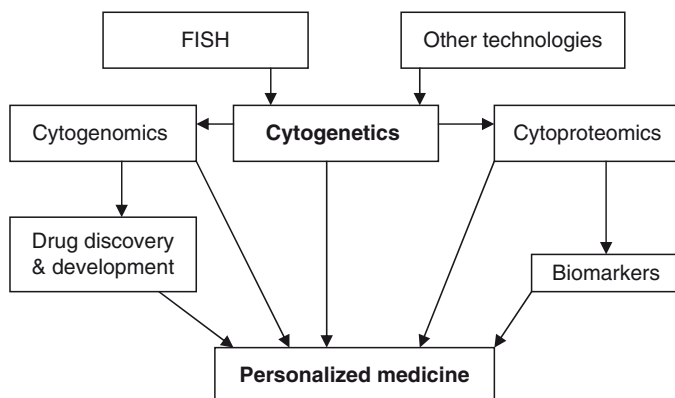 FISH
Other technologies
Cytogenomics
Cytogenetics
Cytoproteomics
Drug discovery
& development
Biomarkers
Personalized medicine